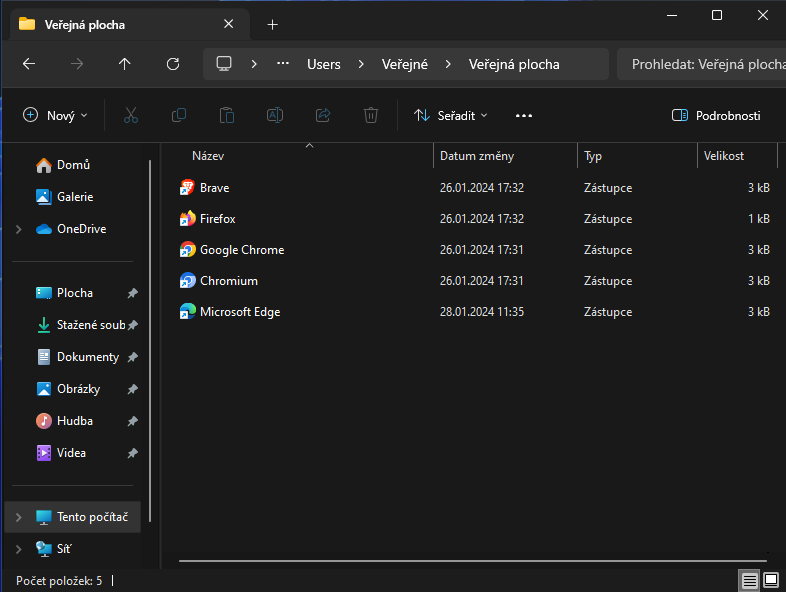 Veřejná plocha
Users Veřejné Veřejná plocha Prohledat: Veřejná plocha
Nový Seřadit Podrobnosti
Název Datum změny Typ Velikost
Brave 26.01.2024 17:32 Zástupce 3 kB
Firefox 26.01.2024 17:32 Zástupce 1 kB
Google Chrome 26.01.2024 17:31 Zástupce 3 kB
Chromium 26.01.2024 17:31 Zástupce 3 kB
Microsoft Edge 28.01.2024 11:35 Zástupce 3 kB
Domů
Galerie
OneDrive
Plocha
Stažené soub
Dokumenty
Obrázky
Hudba
Videa
Tento počítač
Síť
Počet položek: 5